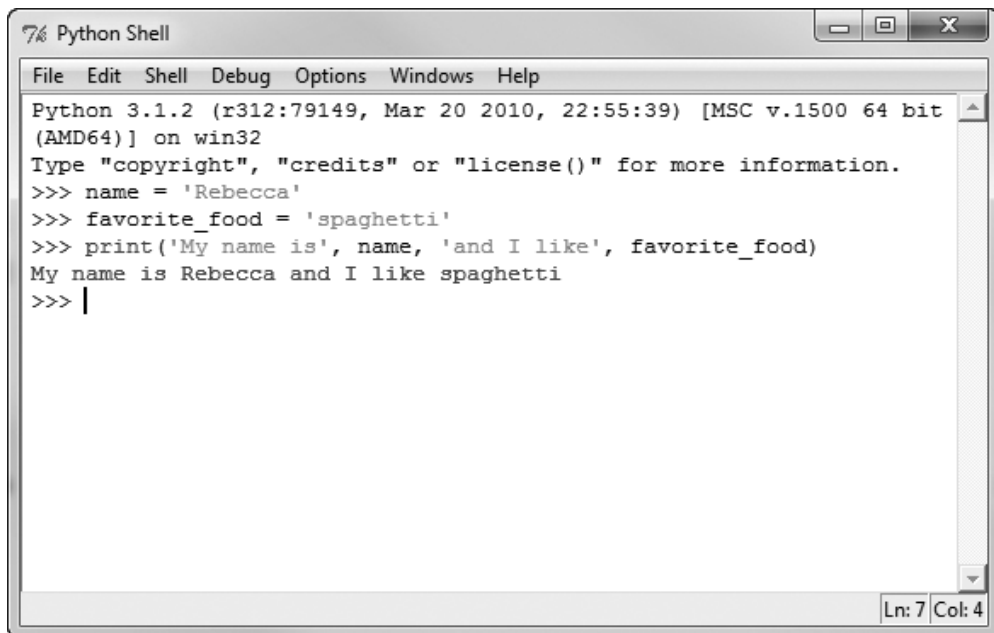 Python Shell
File Edit Shell Debug Options Windows Help
Python 3.1.2 (r312:79149, Mar 20 2010, 22:55:39) [MSC v.1500 64 bit
(AMD64)] on win32
Type "copyright", "credits" or "license()" for more information.
>>> name = 'Rebecca'
>>> favorite_food = 'spaghetti'
>>> print('My name is', name, 'and I like', favorite_food)
My name is Rebecca and I like spaghetti
>>>
Ln: 7 Col: 4